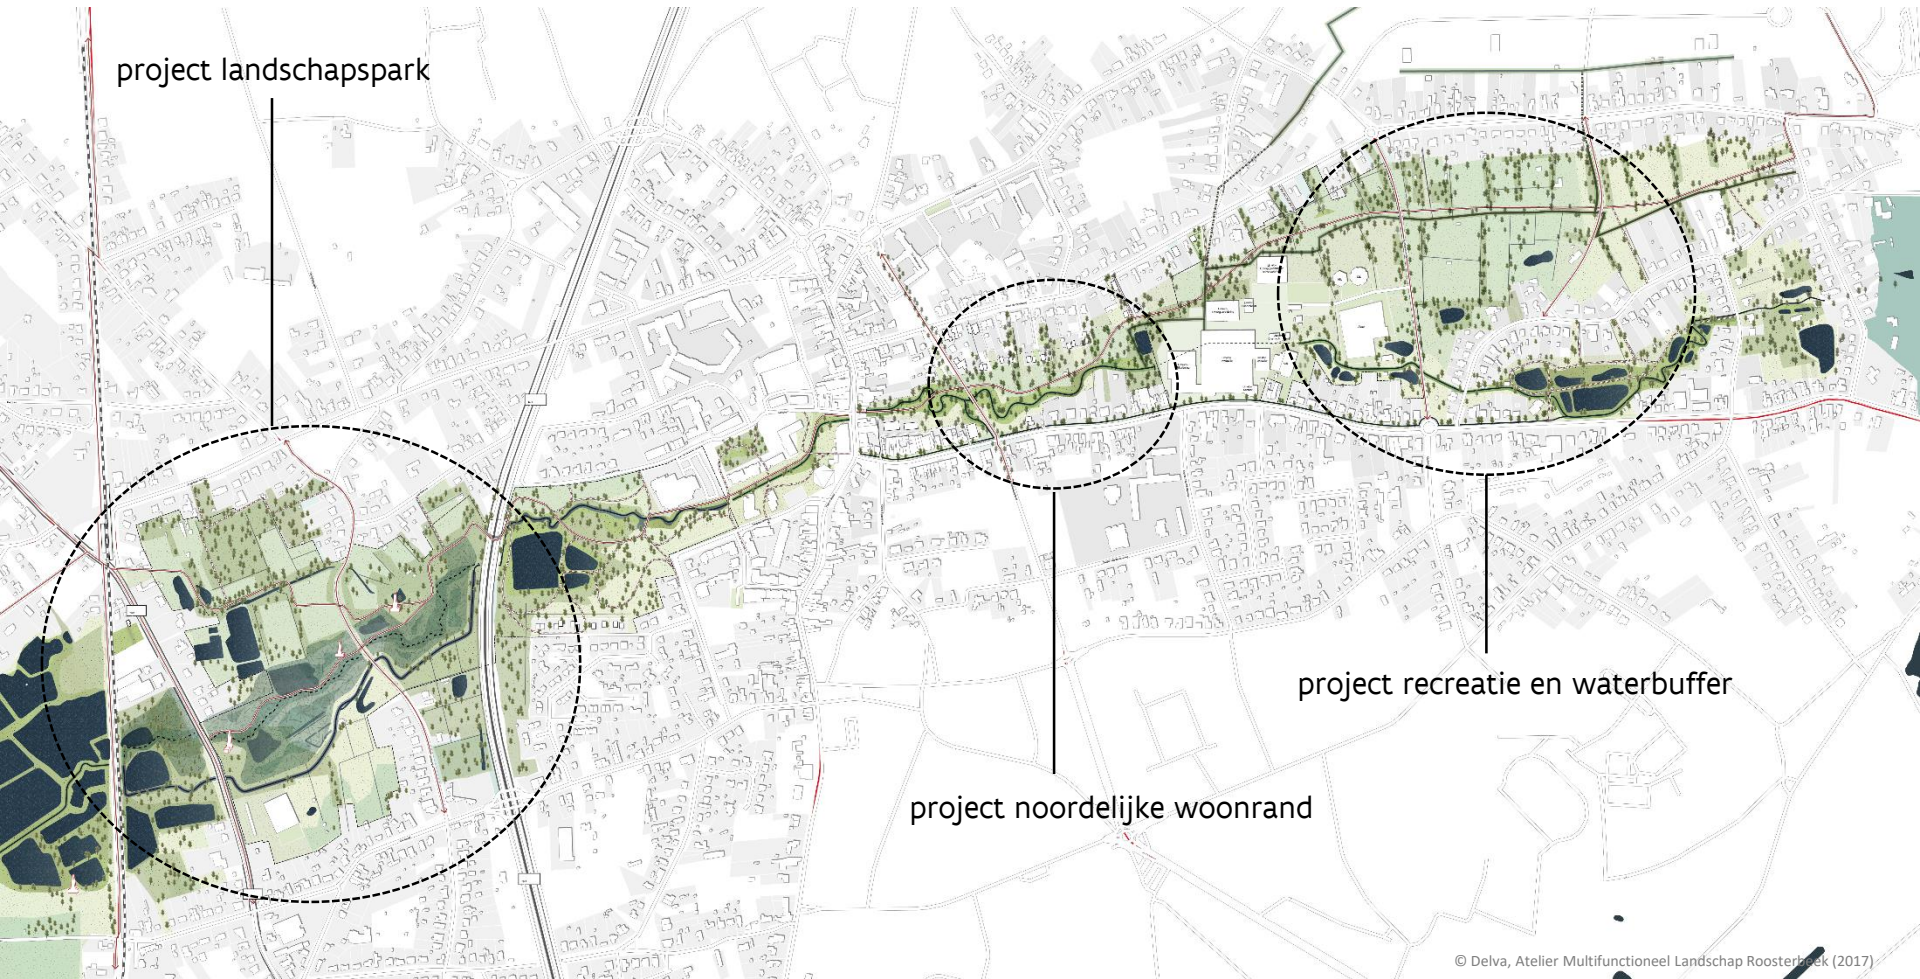 project landschapspark
project recreatie en waterbuffer
project noordelijke woonrand
© Delva, Atelier Multifunctioneel Landschap Roosterbeek (2017)